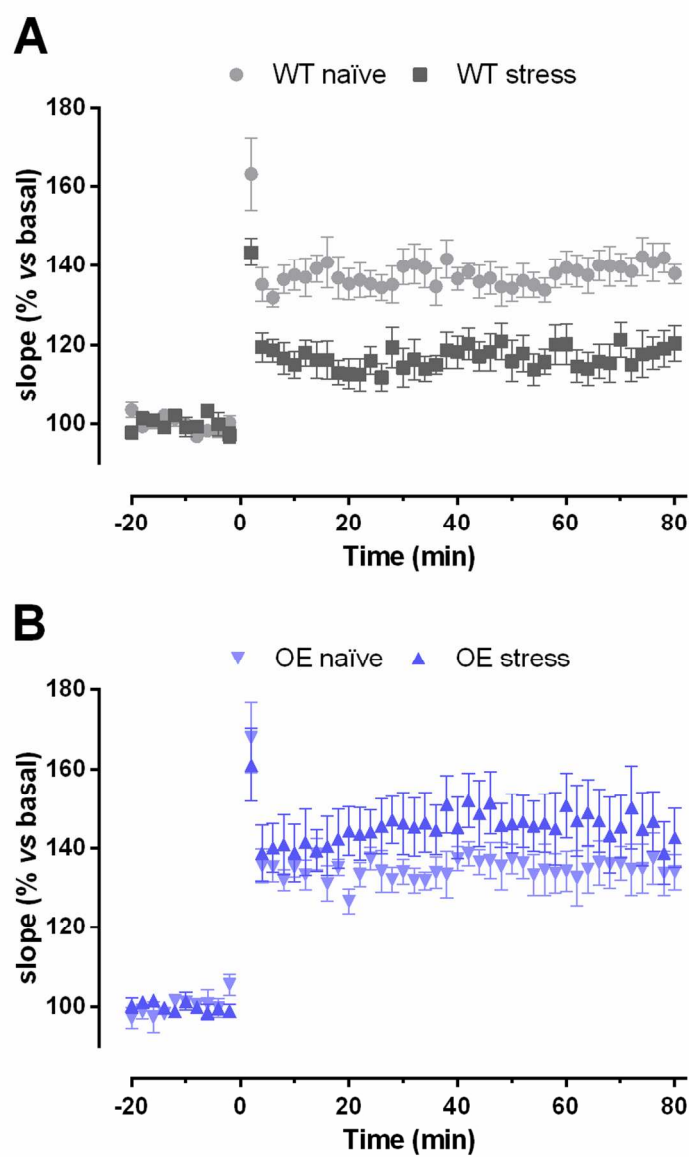 A
WT naïve WT stress
180
160
140
120
100
slope (% vs basal)
-20 0 20 40 60 80
Time (min)
B
OE naïve OE stress
180
160
140
120
100
slope (% vs basal)
-20 0 20 40 60 80
Time (min)